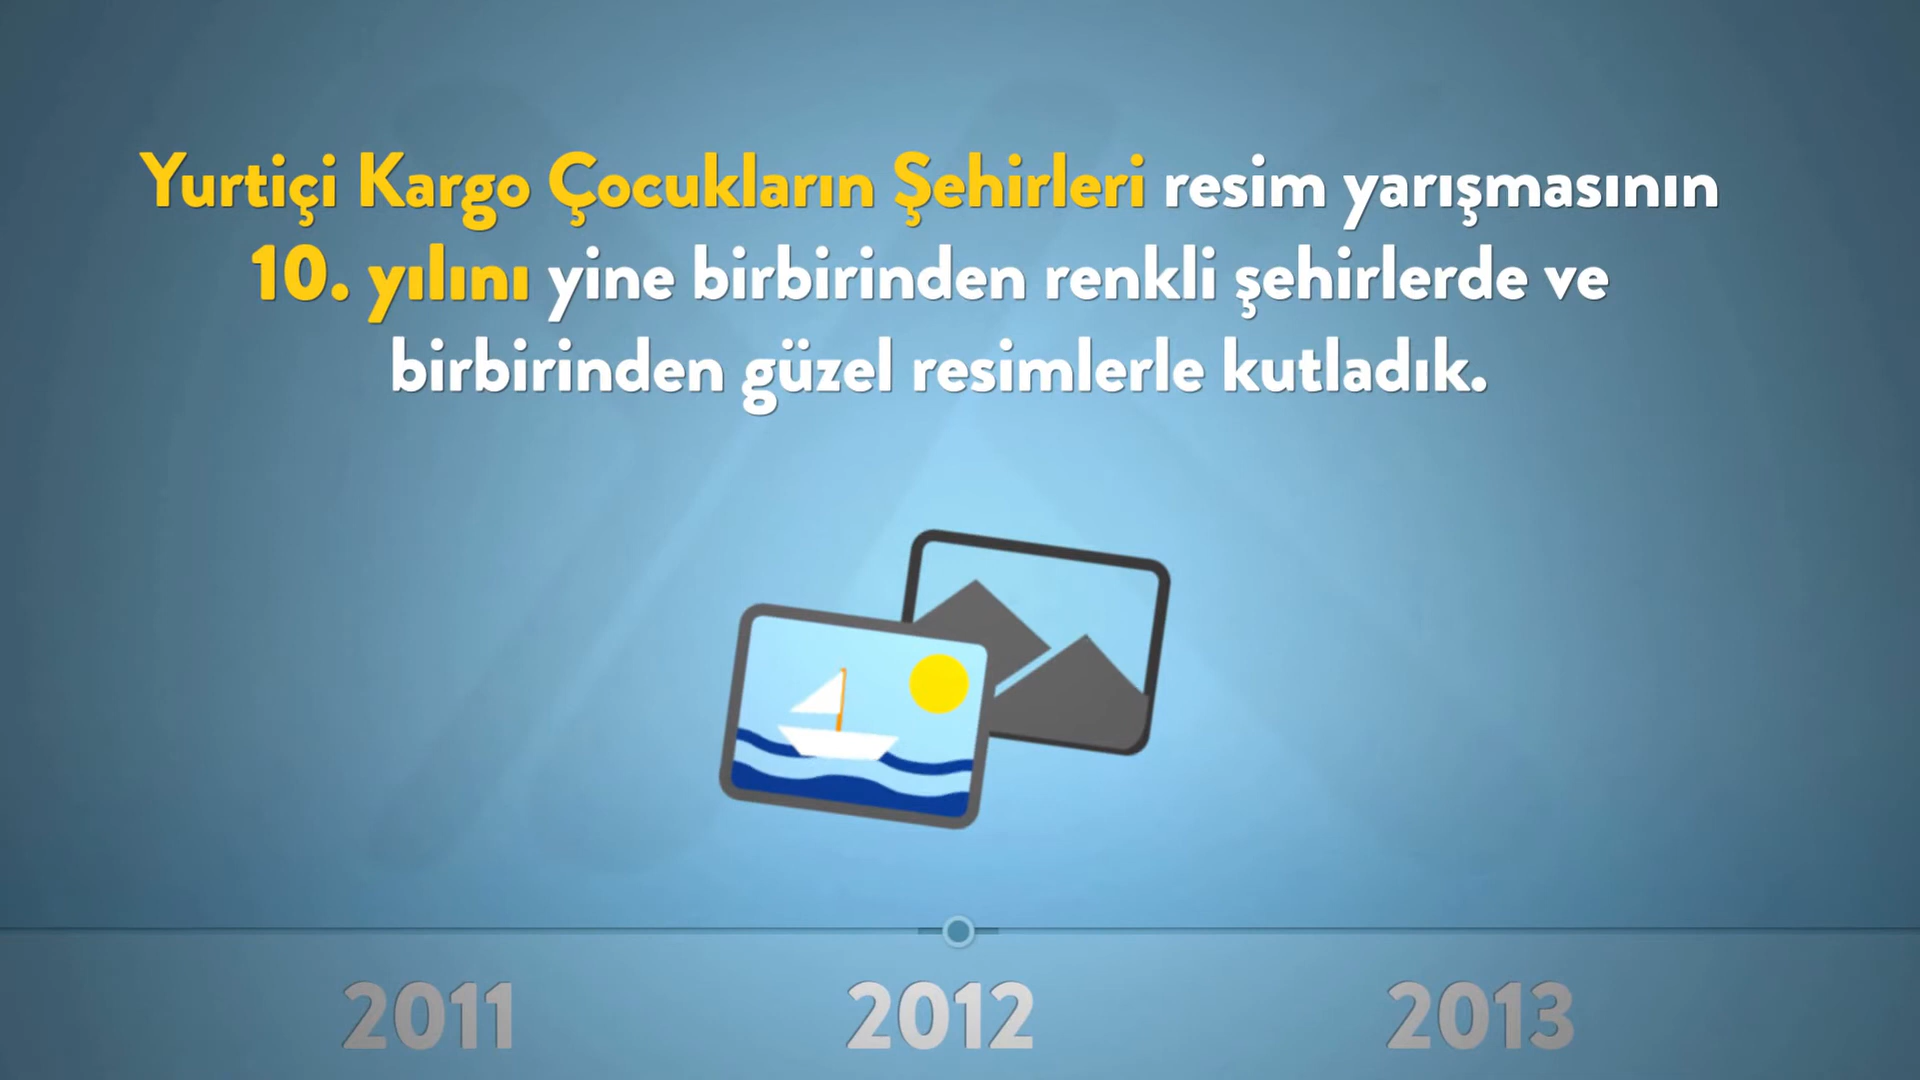 Yurtiçi Kargo Çocukların Şehirleri resim yarışmasının
10. yılını yine birbirinden renkli şehirlerde ve
birbirinden güzel resimlerle kutladık.
2011 2012 2013